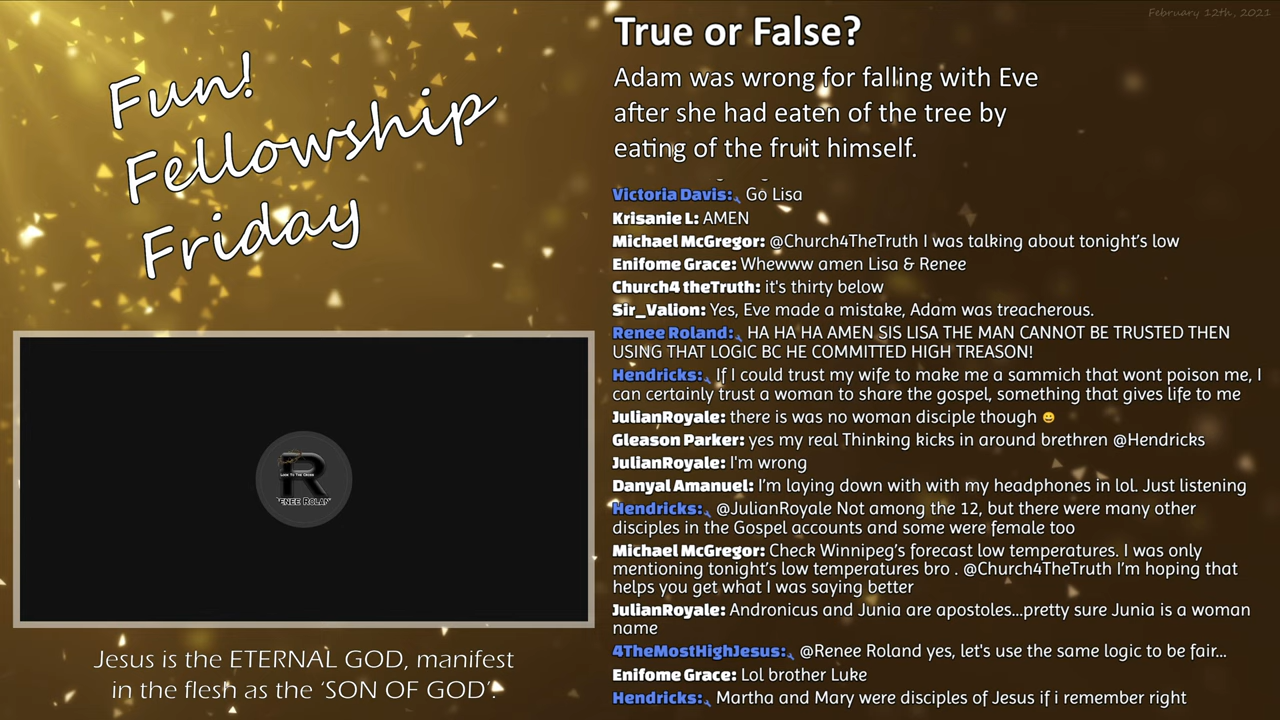 February 12th, 2021
Fun!
Fellowship
Friday
True or False?
Adam was wrong for falling with Eve
after she had eaten of the tree by
eating of the fruit himself.
Victoria Davis: Go Lisa
Krisanie L: AMEN
Michael McGregor: @Church4TheTruth I was talking about tonight's low
Enifome Grace: Whewww amen Lisa & Renee
Church4 theTruth: it's thirty below
Sir_Valion: Yes, Eve made a mistake, Adam was treacherous.
Renee Roland: HA HA HA AMEN SIS LISA THE MAN CANNOT BE TRUSTED THEN
USING THAT LOGIC BC HE COMMITTED HIGH TREASON!
Hendricks: If I could trust my wife to make me a sammich that wont poison me, I
can certainly trust a woman to share the gospel, something that gives life to me
JulianRoyale: there is was no woman disciple though 😀
Gleason Parker: yes my real Thinking kicks in around brethren @Hendricks
JulianRoyale: I'm wrong
Danyal Amanuel: I'm laying down with with my headphones in lol. Just listening
Hendricks: @JulianRoyale Not among the 12, but there were many other
disciples in the Gospel accounts and some were female too
Michael McGregor: Check Winnipeg's forecast low temperatures. I was only
mentioning tonight's low temperatures bro . @Church4TheTruth I'm hoping that
helps you get what I was saying better
JulianRoyale: Andronicus and Junia are apostles...pretty sure Junia is a woman
name
4TheMostHighJesus: @Renee Roland yes, let's use the same logic to be fair...
Enifome Grace: Lol brother Luke
Hendricks: Martha and Mary were disciples of Jesus if i remember right
R
LOOK TO THE CROSS
RENEE ROLAN
Jesus is the ETERNAL GOD, manifest
in the flesh as the 'SON OF GOD'.